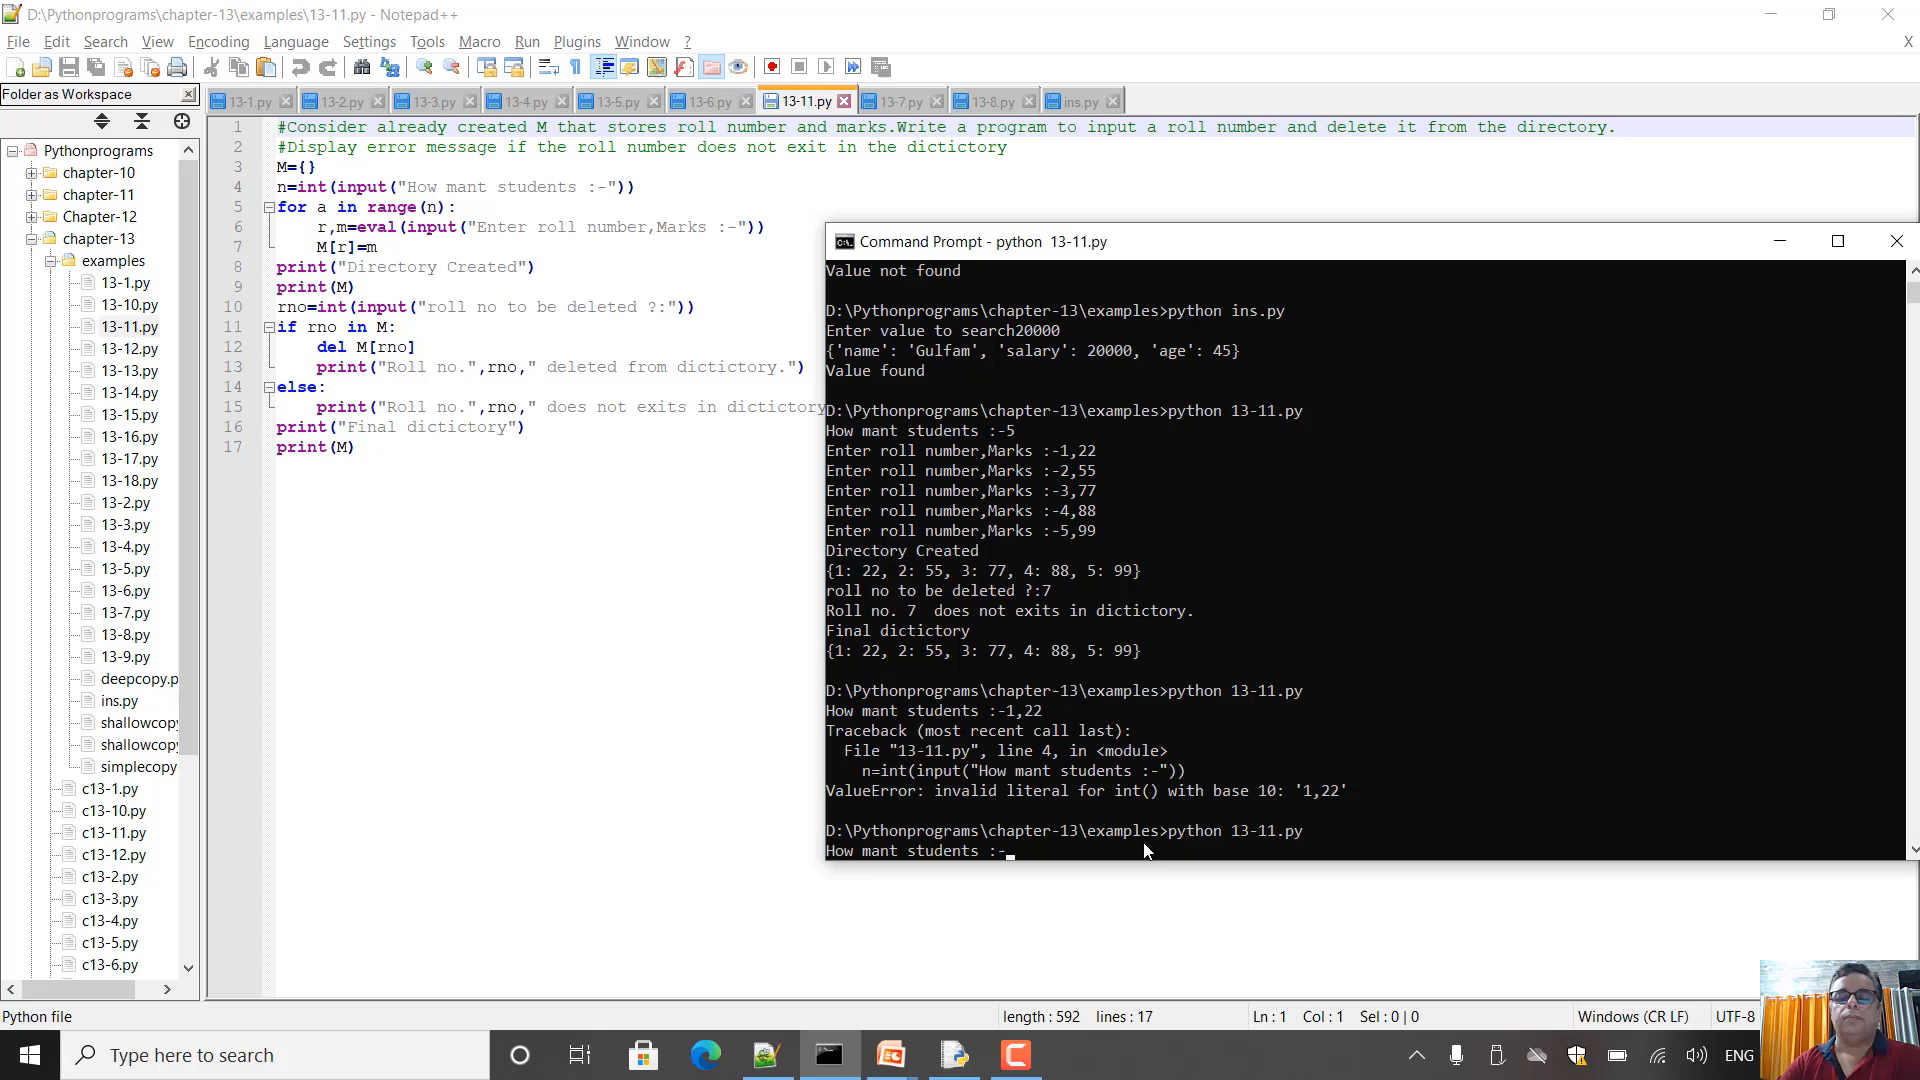 D:\Pythonprograms\chapter-13\examples\13-11.py - Notepad++
File Edit Search View Encoding Language Settings Tools Macro Run Plugins Window ? X
Folder as Workspace
13-1.py 13-2.py 13-3.py 13-4.py 13-5.py 13-6.py 13-11.py 13-7.py 13-8.py ins.py
Pythonprograms
chapter-10
chapter-11
Chapter-12
chapter-13
examples
13-1.py
13-10.py
13-11.py
13-12.py
13-13.py
13-14.py
13-15.py
13-16.py
13-17.py
13-18.py
13-2.py
13-3.py
13-4.py
13-5.py
13-6.py
13-7.py
13-8.py
13-9.py
deepcopy.p
ins.py
shallowcopy
shallowcopy
simplecopy
c13-1.py
c13-10.py
c13-11.py
c13-12.py
c13-2.py
c13-3.py
c13-4.py
c13-5.py
c13-6.py
1 #Consider already created M that stores roll number and marks.Write a program to input a roll number and delete it from the directory.
2 #Display error message if the roll number does not exit in the dictictory
3 M={}
4 n=int(input("How mant students :-"))
5 for a in range(n):
6 r,m=eval(input("Enter roll number,Marks :-"))
7 M[r]=m
8 print("Directory Created")
9 print(M)
10 rno=int(input("roll no to be deleted ?:"))
11 if rno in M:
12 del M[rno]
13 print("Roll no.",rno," deleted from dictictory.")
14 else:
15 print("Roll no.",rno," does not exits in dictictory
16 print("Final dictictory")
17 print(M)
Command Prompt - python 13-11.py
Value not found
D:\Pythonprograms\chapter-13\examples>python ins.py
Enter value to search20000
{'name': 'Gulfam', 'salary': 20000, 'age': 45}
Value found
D:\Pythonprograms\chapter-13\examples>python 13-11.py
How mant students :-5
Enter roll number,Marks :-1,22
Enter roll number,Marks :-2,55
Enter roll number,Marks :-3,77
Enter roll number,Marks :-4,88
Enter roll number,Marks :-5,99
Directory Created
{1: 22, 2: 55, 3: 77, 4: 88, 5: 99}
roll no to be deleted ?:7
Roll no. 7  does not exits in dictictory.
Final dictictory
{1: 22, 2: 55, 3: 77, 4: 88, 5: 99}
D:\Pythonprograms\chapter-13\examples>python 13-11.py
How mant students :-1,22
Traceback (most recent call last):
File "13-11.py", line 4, in <module>
n=int(input("How mant students :-"))
ValueError: invalid literal for int() with base 10: '1,22'
D:\Pythonprograms\chapter-13\examples>python 13-11.py
How mant students :-
Python file length : 592 lines : 17 Ln : 1 Col : 1 Sel : 0 | 0 Windows (CR LF) UTF-8
Type here to search
ENG